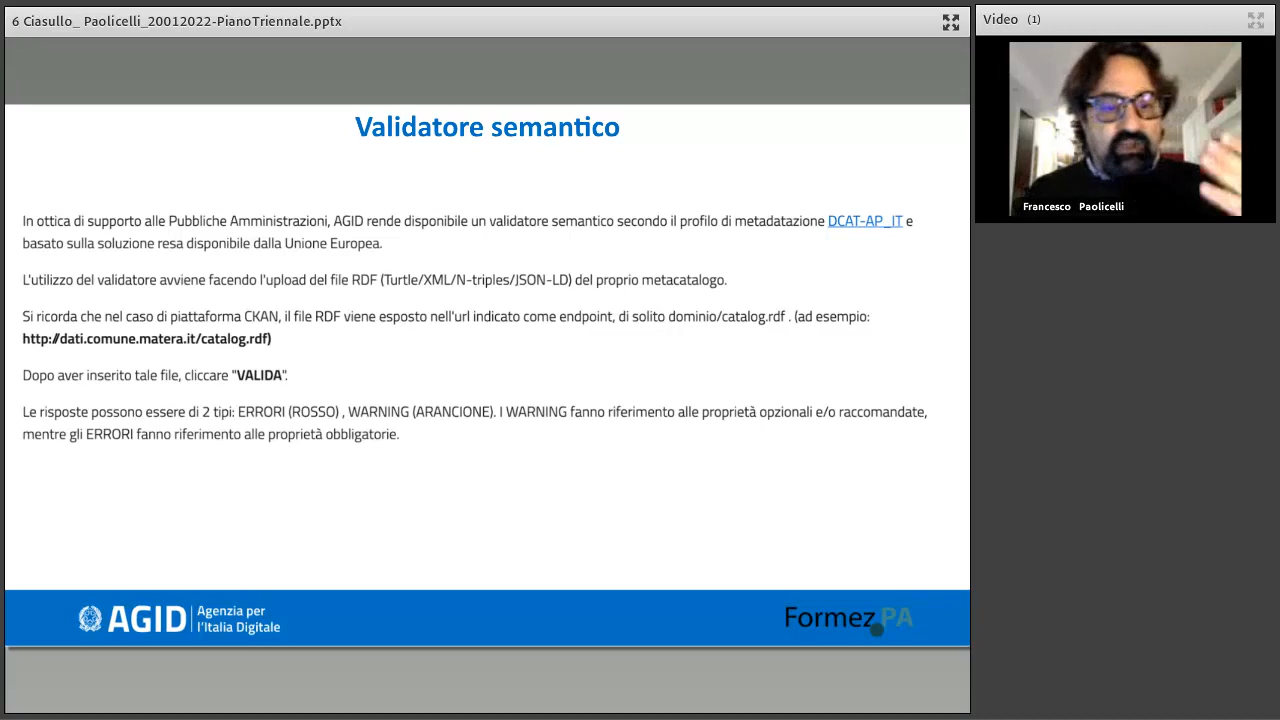 6 Ciasullo_ Paolicelli_20012022-PianoTriennale.pptx
Video (1)
Validatore semantico
In ottica di supporto alle Pubbliche Amministrazioni, AGID rende disponibile un validatore semantico secondo il profilo di metadatazione DCAT-AP_IT e
basato sulla soluzione resa disponibile dalla Unione Europea.
L'utilizzo del validatore avviene facendo l'upload del file RDF (Turtle/XML/N-triples/JSON-LD) del proprio metacatalogo.
Si ricorda che nel caso di piattaforma CKAN, il file RDF viene esposto nell'url indicato come endpoint, di solito dominio/catalog.rdf . (ad esempio:
http://dati.comune.matera.it/catalog.rdf)
Dopo aver inserito tale file, cliccare "VALIDA".
Le risposte possono essere di 2 tipi: ERRORI (ROSSO) , WARNING (ARANCIONE). I WARNING fanno riferimento alle proprietà opzionali e/o raccomandate,
mentre gli ERRORI fanno riferimento alle proprietà obbligatorie.
Francesco Paolicelli
AGID
Agenzia per
l'Italia Digitale
Formez PA